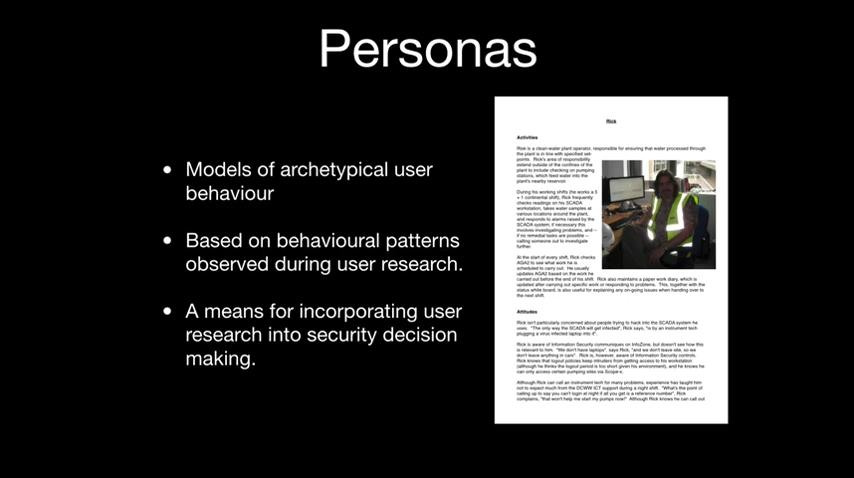 Personas
• Models of archetypical user
behaviour
• Based on behavioural patterns
observed during user research.
• A means for incorporating user
research into security decision
making.
Rick
Activities
Rick is a clean-water plant operator, responsible for ensuring that water processed through
the plant is in line with specified set-
points. Rick's area of responsibility
extend outside of the confines of the
plant to include checking on pumping
stations, which feed water into the
plant's nearby reservoir.
During his working shifts (he works a 5
+ 1 continental shift), Rick frequently
checks readings on his SCADA
workstation, takes water samples at
various locations around the plant,
and responds to alarms raised by the
SCADA system; if necessary this
involves investigating problems, and --
if no remedial tasks are possible --
calling someone out to investigate
further.
At the start of every shift, Rick checks
AGA2 to see what work he is
scheduled to carry out. He usually
updates AGA2 based on the work he
carried out before the end of his shift. Rick also maintains a paper work diary, which is
updated after carrying out specific work or responding to problems. This, together with the
status while board, is also useful for explaining any on-going issues when handing over to
the next shift.
Attitudes
Rick isn't particularly concerned about people trying to hack into the SCADA system he
uses. "The only way the SCADA will get infected", Rick says, "is by an instrument tech
plugging a virus infected laptop into it".
Rick is aware of Information Security communiques on InfoZone, but doesn't see how this
is relevant to him. "We don't have laptops", says Rick, "and we don't leave site, so we
don't leave anything in cars" Rick is, however, aware of Information Security controls.
Rick knows that logout policies keep intruders from getting access to his workstation
(although he thinks the logout period is too short given his environment), and he knows he
can only access certain pumping sites via Scope-x.
Although Rick can call an instrument tech for many problems, experience has taught him
not to expect much from the DCWW ICT support during a night shift. "What's the point of
calling up to say you can't login at night if all you get is a reference number", Rick
complains, "that won't help me start my pumps now!" Although Rick knows he can call out